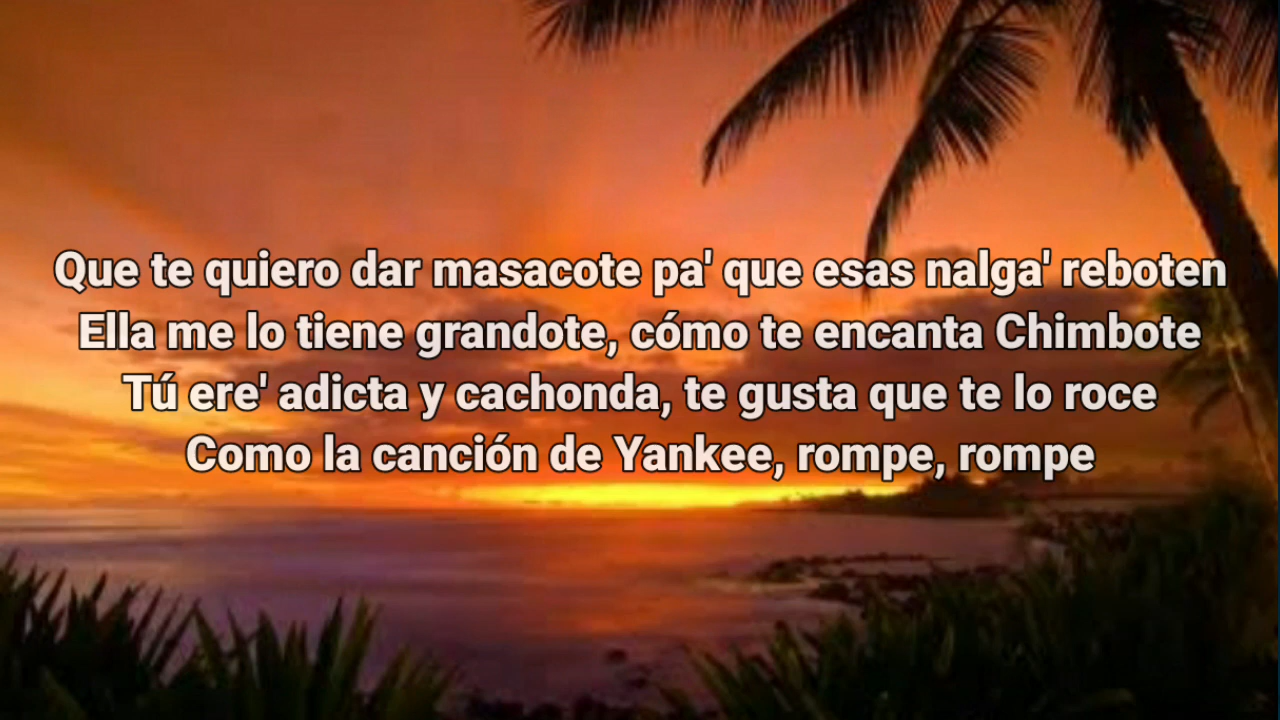 Que te quiero dar masacote pa' que esas nalga' reboten
Ella me lo tiene grandote, cómo te encanta Chimbote
Tú ere' adicta y cachonda, te gusta que te lo roce
Como la canción de Yankee, rompe, rompe